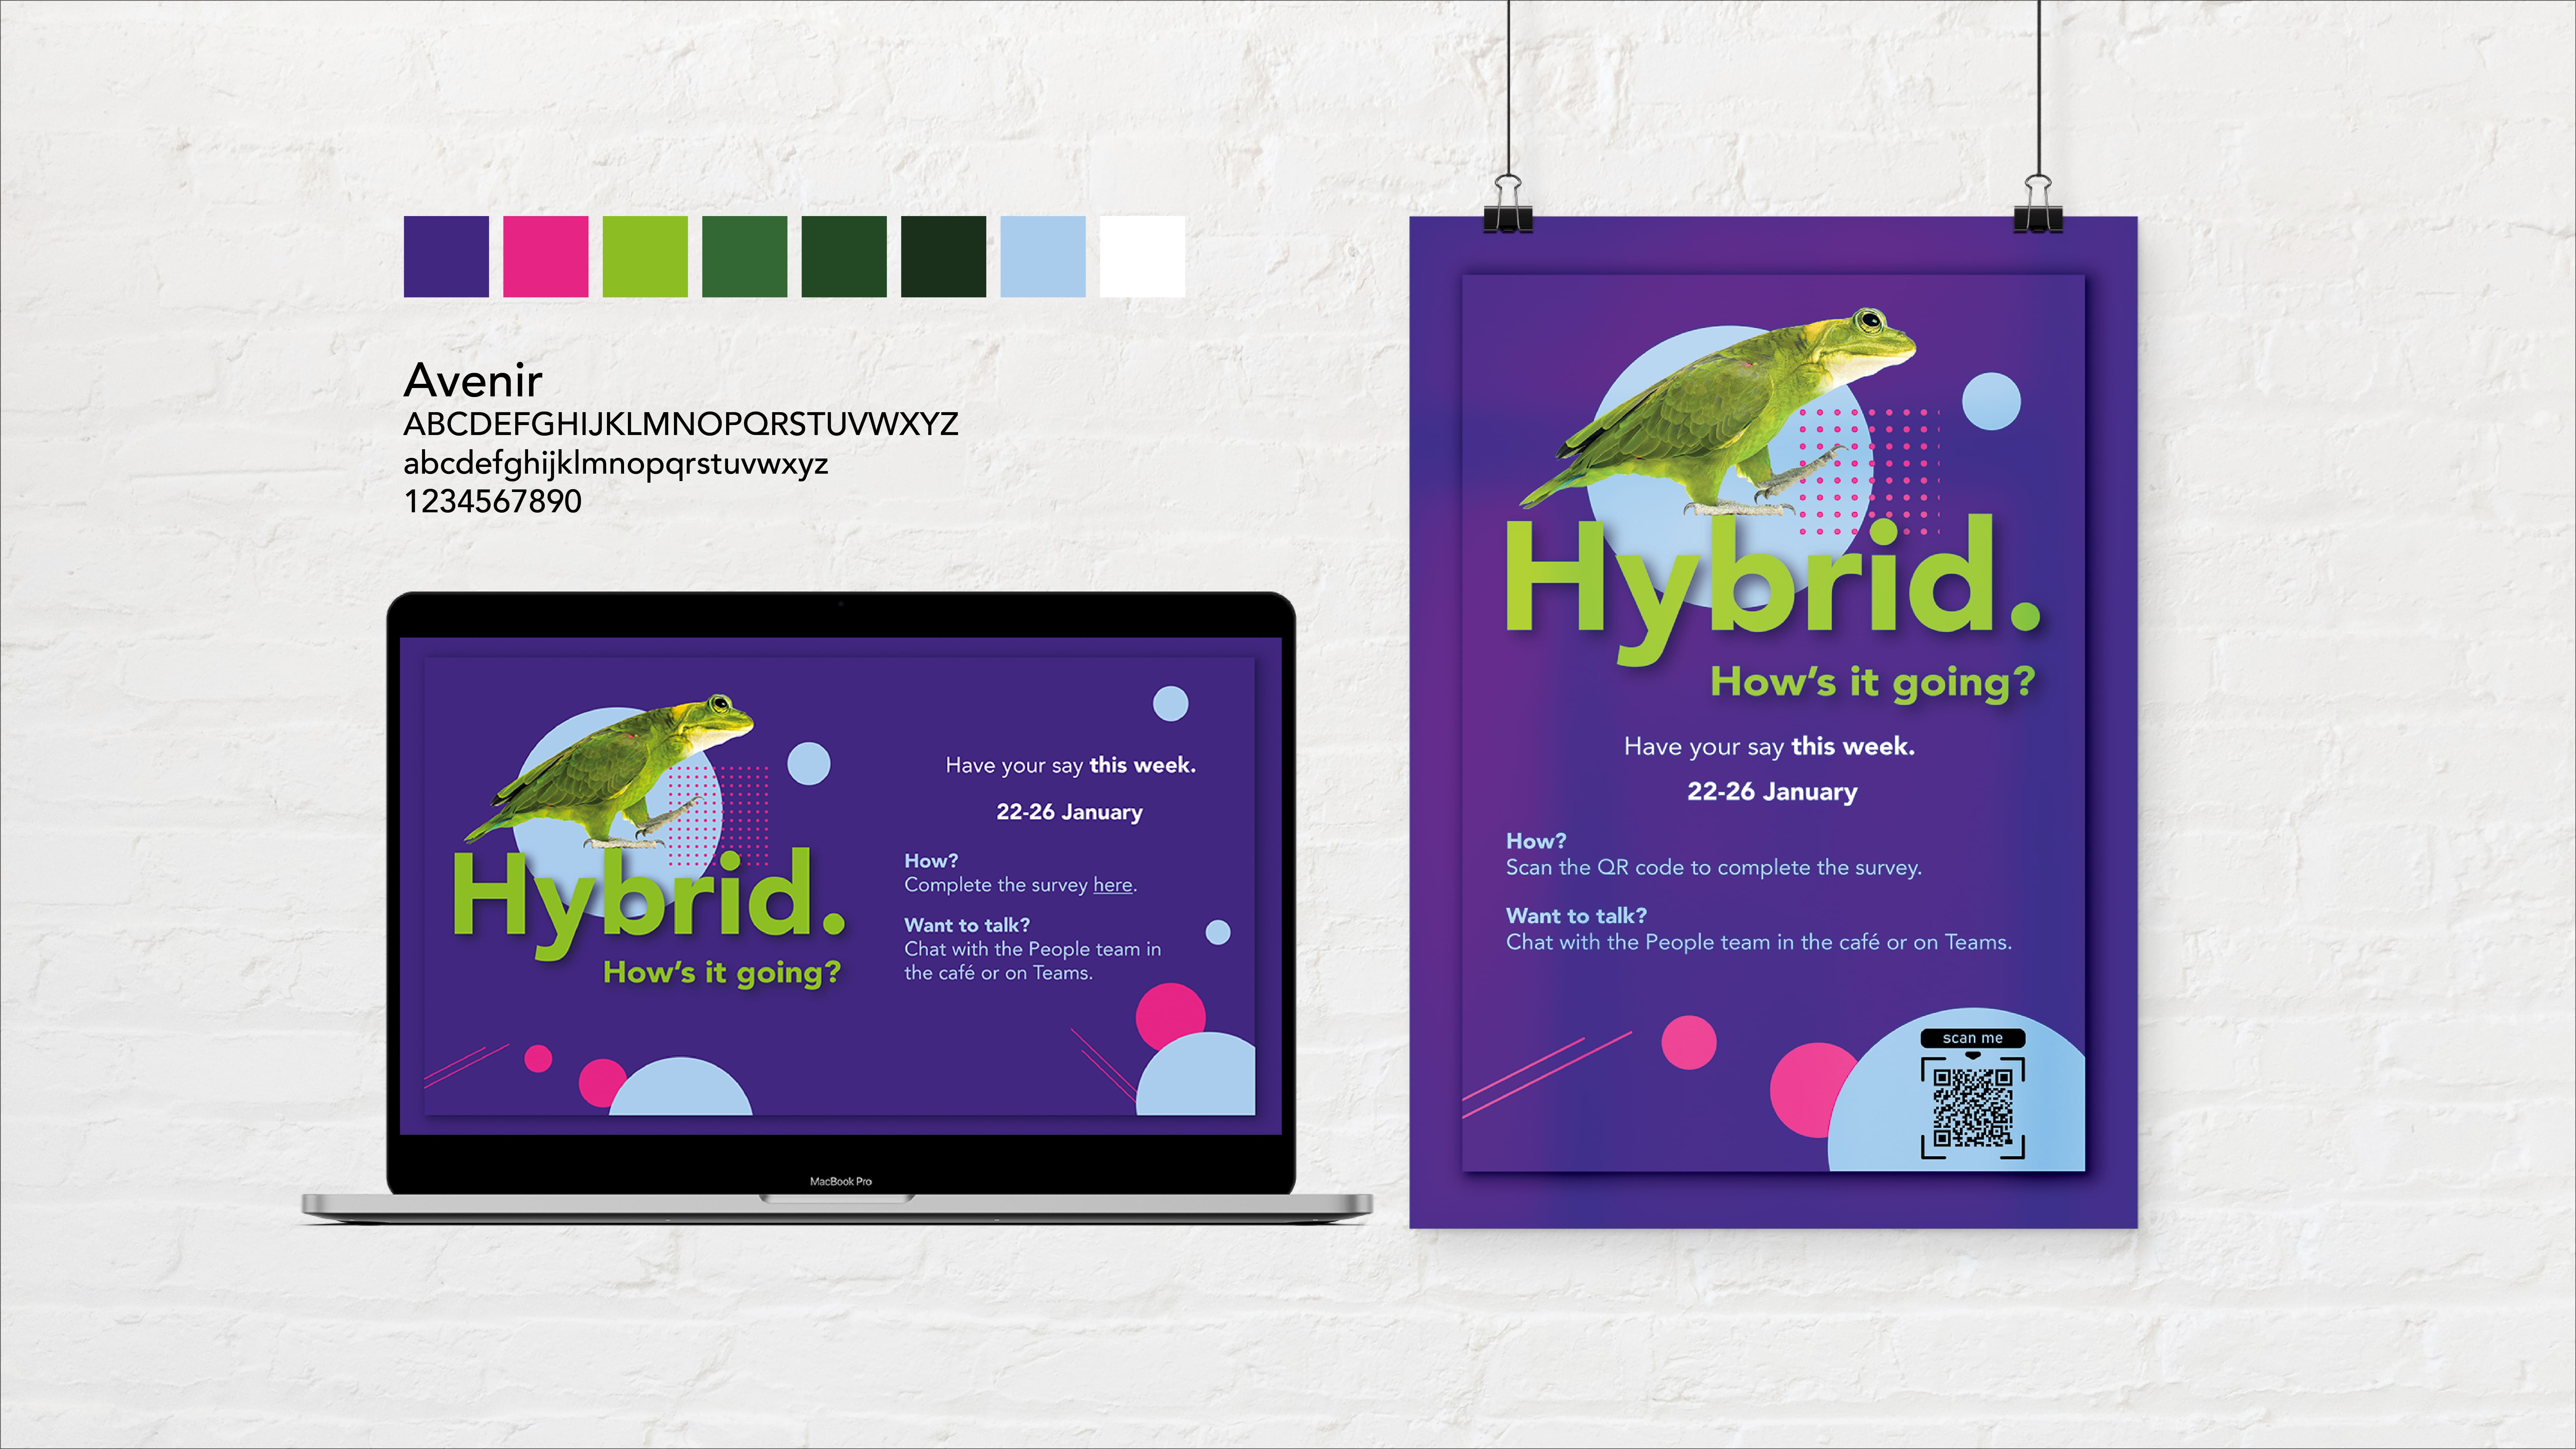 Avenir
ABCDEFGHIJKLMNOPQRSTUVWXYZ
abcdefghijklmnopqrstuvwxyz
1234567890
Hybrid.
How's it going?
Have your say this week.
22-26 January
How?
Complete the survey here.
Want to talk?
Chat with the People team in
the café or on Teams.
MacBook Pro
Hybrid.
How's it going?
Have your say this week.
22-26 January
How?
Scan the QR code to complete the survey.
Want to talk?
Chat with the People team in the café or on Teams.
scan me